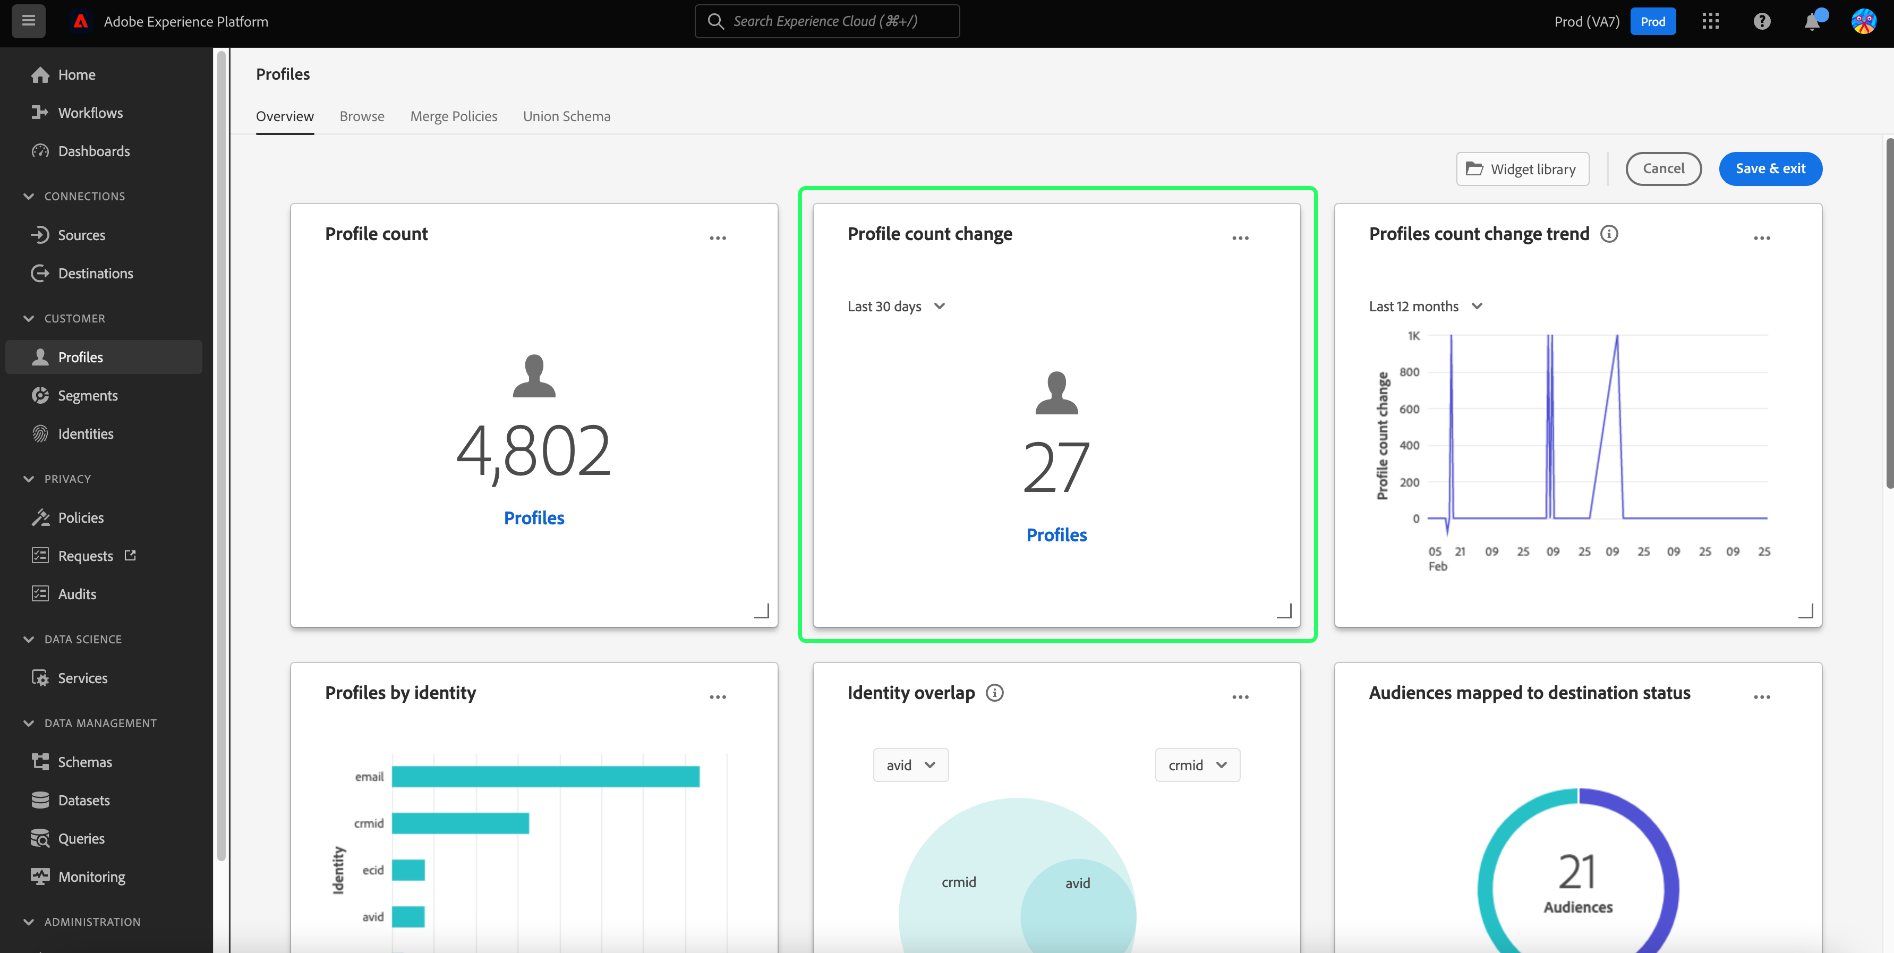 Adobe Experience Platform
Search Experience Cloud (⌘+/)
Prod (VA7)
Prod
Home
Workflows
Dashboards
CONNECTIONS
Sources
Destinations
CUSTOMER
Profiles
Segments
Identities
PRIVACY
Policies
Requests
Audits
DATA SCIENCE
Services
DATA MANAGEMENT
Schemas
Datasets
Queries
Monitoring
ADMINISTRATION
Profiles
Overview
Browse
Merge Policies
Union Schema
Widget library
Cancel
Save & exit
Profile count
4,802
Profiles
Profile count change
Last 30 days
27
Profiles
Profiles count change trend
Last 12 months
Profile count change
1K
800
600
400
200
0
05 21 09 25 09 25 09 25 09 25 09 25
Feb
Profiles by identity
Identity
email
crmid
ecid
avid
Identity overlap
avid
crmid
crmid
avid
Audiences mapped to destination status
21
Audiences